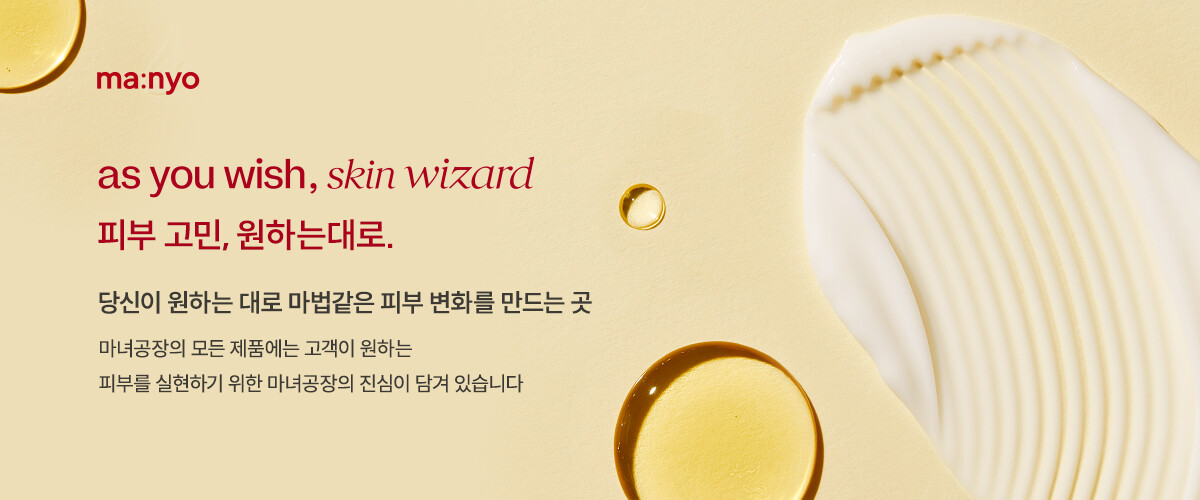 ma:nyo
as you wish, skin wizard
피부 고민, 원하는대로.
당신이 원하는 대로 마법같은 피부 변화를 만드는 곳
마녀공장의 모든 제품에는 고객이 원하는
피부를 실현하기 위한 마녀공장의 진심이 담겨 있습니다